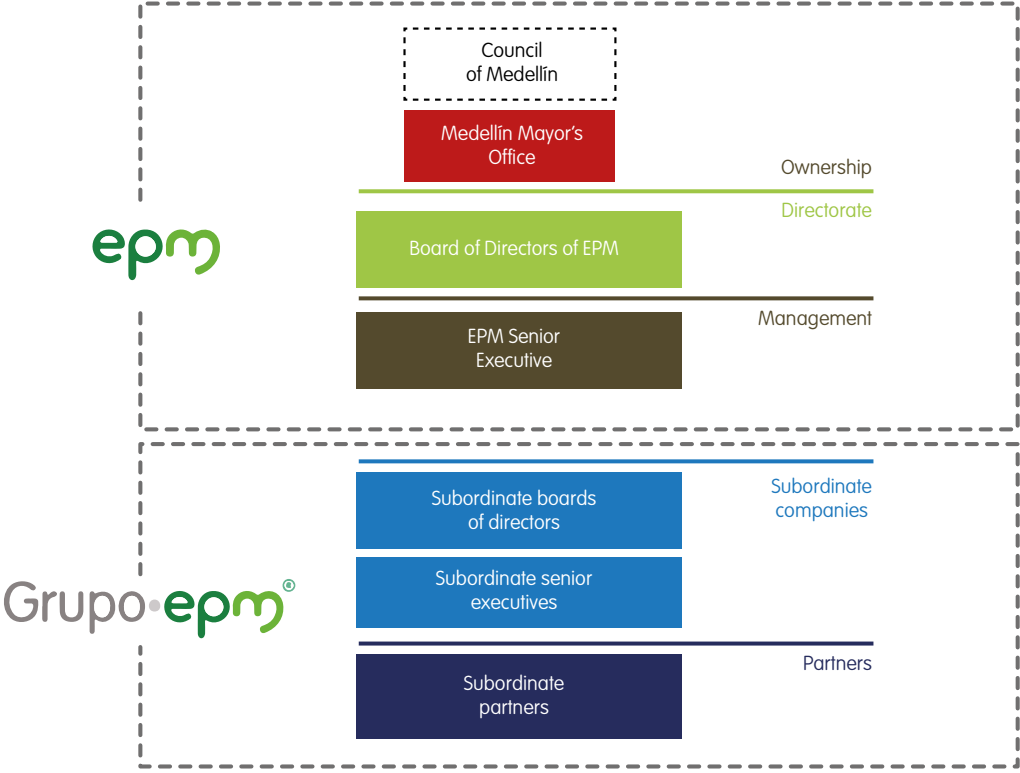 Council
of Medellín
Medellín Mayor's
Office
Ownership
Directorate
epm
Board of Directors of EPM
Management
EPM Senior
Executive
Subordinate boards
of directors
Subordinate
companies
Grupo·epm®
Subordinate senior
executives
Partners
Subordinate
partners